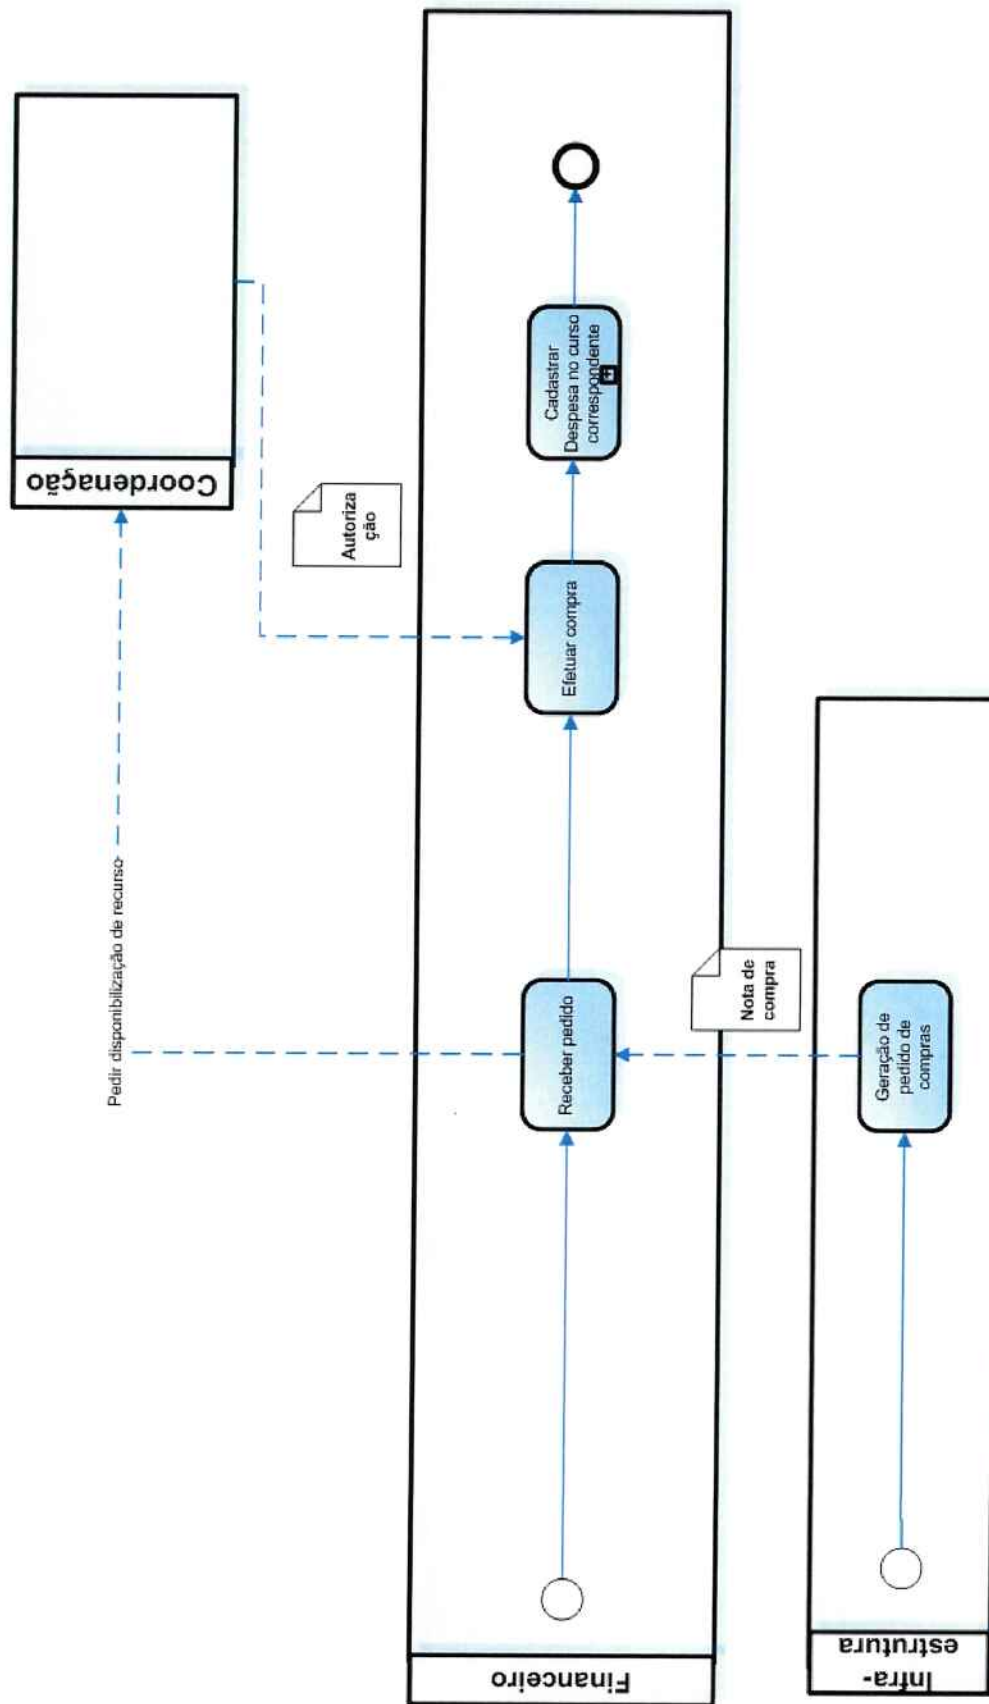 Coordenação
Pedir disponibilização de recurso
Autoriza
ção
Financeiro
Receber pedido
Efetuar compra
Cadastrar
Despesa no curso
correspondente
Nota de
compra
Infra-
estrutura
Geração de
pedido de
compras